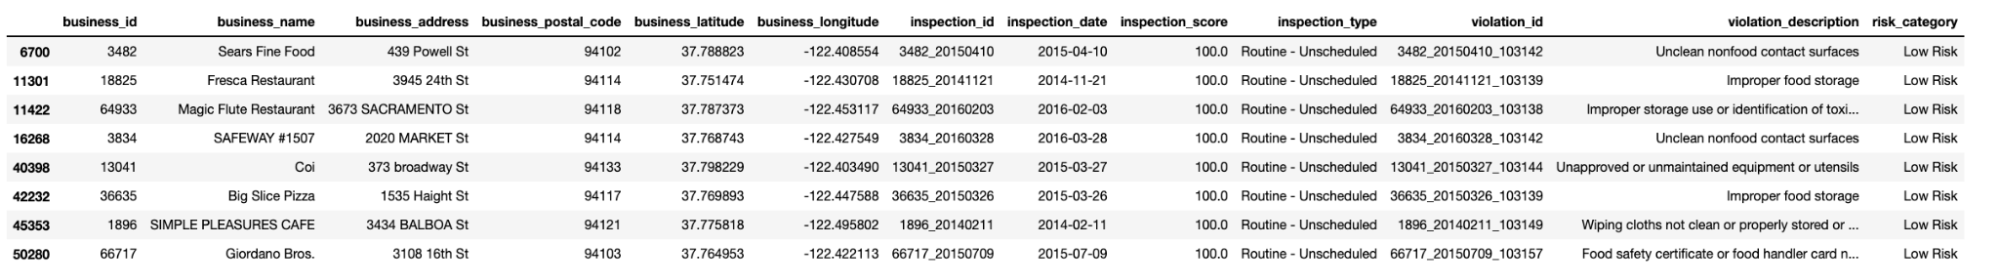 business_id business_name business_address business_postal_code business_latitude business_longitude inspection_id inspection_date inspection_score inspection_type violation_id violation_description risk_category
6700 3482 Sears Fine Food 439 Powell St 94102 37.788823 -122.408554 3482_20150410 2015-04-10 100.0 Routine - Unscheduled 3482_20150410_103142 Unclean nonfood contact surfaces Low Risk
11301 18825 Fresca Restaurant 3945 24th St 94114 37.751474 -122.430708 18825_20141121 2014-11-21 100.0 Routine - Unscheduled 18825_20141121_103139 Improper food storage Low Risk
11422 64933 Magic Flute Restaurant 3673 SACRAMENTO St 94118 37.787373 -122.453117 64933_20160203 2016-02-03 100.0 Routine - Unscheduled 64933_20160203_103138 Improper storage use or identification of toxi... Low Risk
16268 3834 SAFEWAY #1507 2020 MARKET St 94114 37.768743 -122.427549 3834_20160328 2016-03-28 100.0 Routine - Unscheduled 3834_20160328_103142 Unclean nonfood contact surfaces Low Risk
40398 13041 Coi 373 broadway St 94133 37.798229 -122.403490 13041_20150327 2015-03-27 100.0 Routine - Unscheduled 13041_20150327_103144 Unapproved or unmaintained equipment or utensils Low Risk
42232 36635 Big Slice Pizza 1535 Haight St 94117 37.769893 -122.447588 36635_20150326 2015-03-26 100.0 Routine - Unscheduled 36635_20150326_103139 Improper food storage Low Risk
45353 1896 SIMPLE PLEASURES CAFE 3434 BALBOA St 94121 37.775818 -122.495802 1896_20140211 2014-02-11 100.0 Routine - Unscheduled 1896_20140211_103149 Wiping cloths not clean or properly stored or ... Low Risk
50280 66717 Giordano Bros. 3108 16th St 94103 37.764953 -122.422113 66717_20150709 2015-07-09 100.0 Routine - Unscheduled 66717_20150709_103157 Food safety certificate or food handler card n... Low Risk